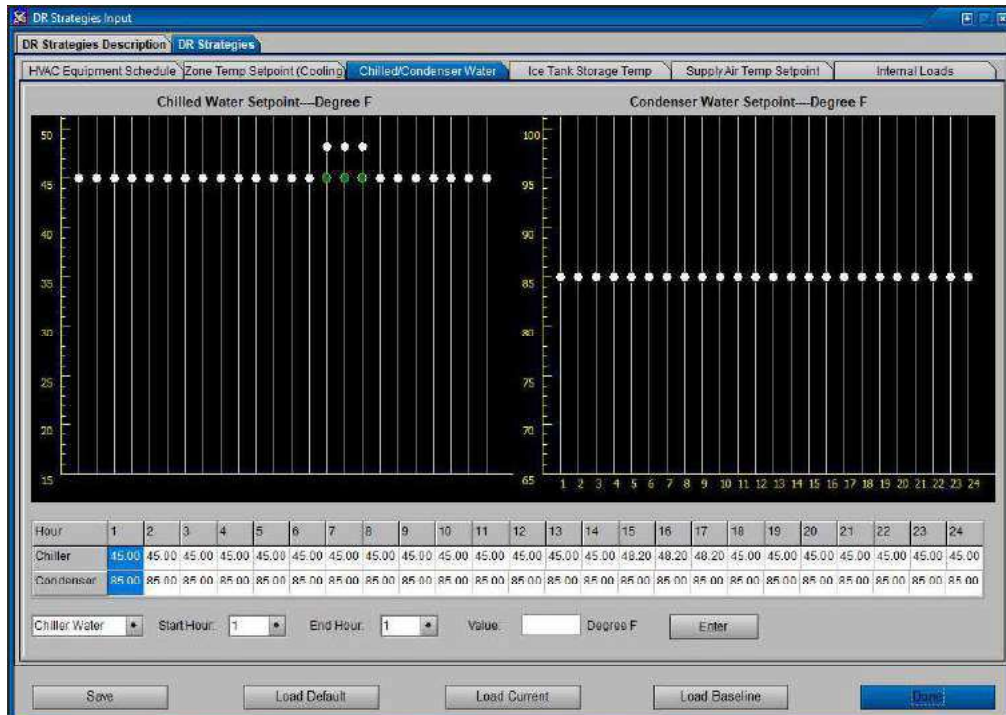 DR Strategies Input
DR Strategies Description DR Strategies
HVAC Equipment Schedule Zone Temp Setpoint (Cooling) Chilled/Condenser Water Ice Tank Storage Temp Supply Air Temp Setpoint Internal Loads
Chilled Water Setpoint----Degree F Condenser Water Setpoint----Degree F
50
45
40
35
30
25
20
15
100
95
90
85
80
75
70
65
1 2 3 4 5 6 7 8 9 10 11 12 13 14 15 16 17 18 19 20 21 22 23 24
Hour 1 2 3 4 5 6 7 8 9 10 11 12 13 14 15 16 17 18 19 20 21 22 23 24
Chiller 45.00 45.00 45.00 45.00 45.00 45.00 45.00 45.00 45.00 45.00 45.00 45.00 45.00 45.00 48.20 48.20 48.20 45.00 45.00 45.00 45.00 45.00 45.00 45.00
Condenser 85.00 85.00 85.00 85.00 85.00 85.00 85.00 85.00 85.00 85.00 85.00 85.00 85.00 85.00 85.00 85.00 85.00 85.00 85.00 85.00 85.00 85.00 85.00 85.00
Chiller Water Start Hour: 1 End Hour: 1 Value: Degree F Enter
Save Load Default Load Current Load Baseline Done